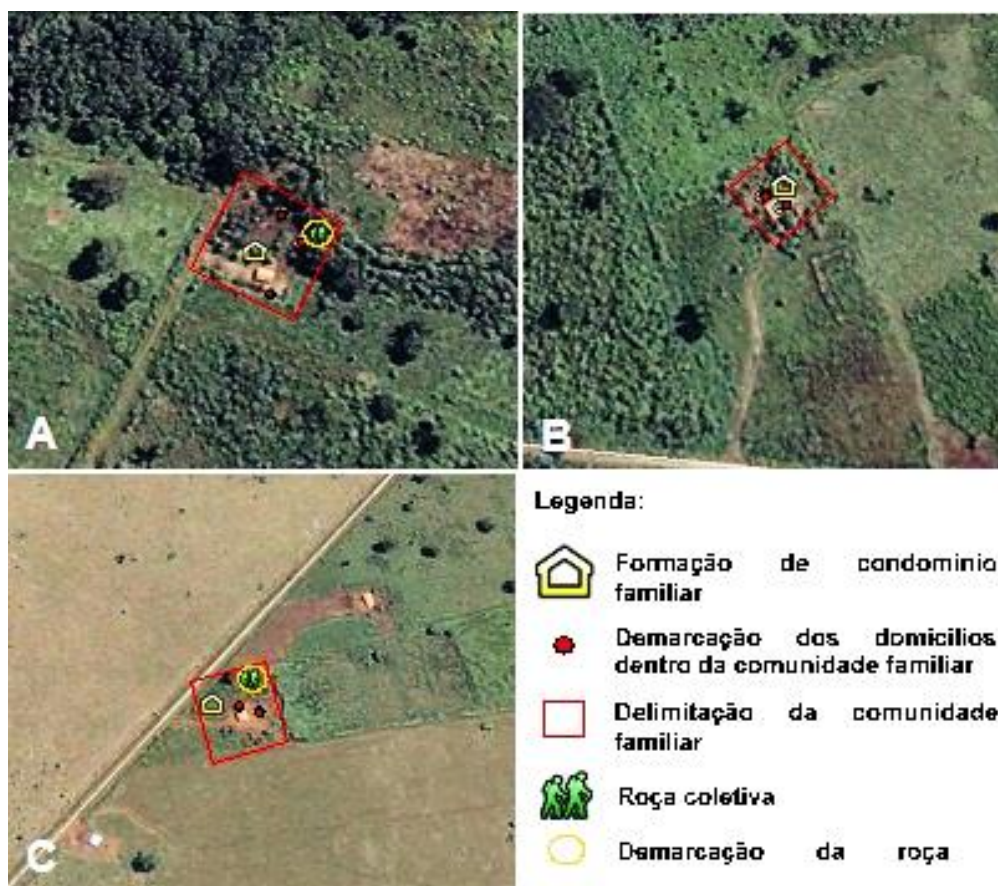 A
B
C
Legenda:
Formação de condominio
familiar
Demarcação dos domicilios
dentro da comunidade familiar
Delimitação da comunidade
familiar
Roça coletiva
Demarcação da roça